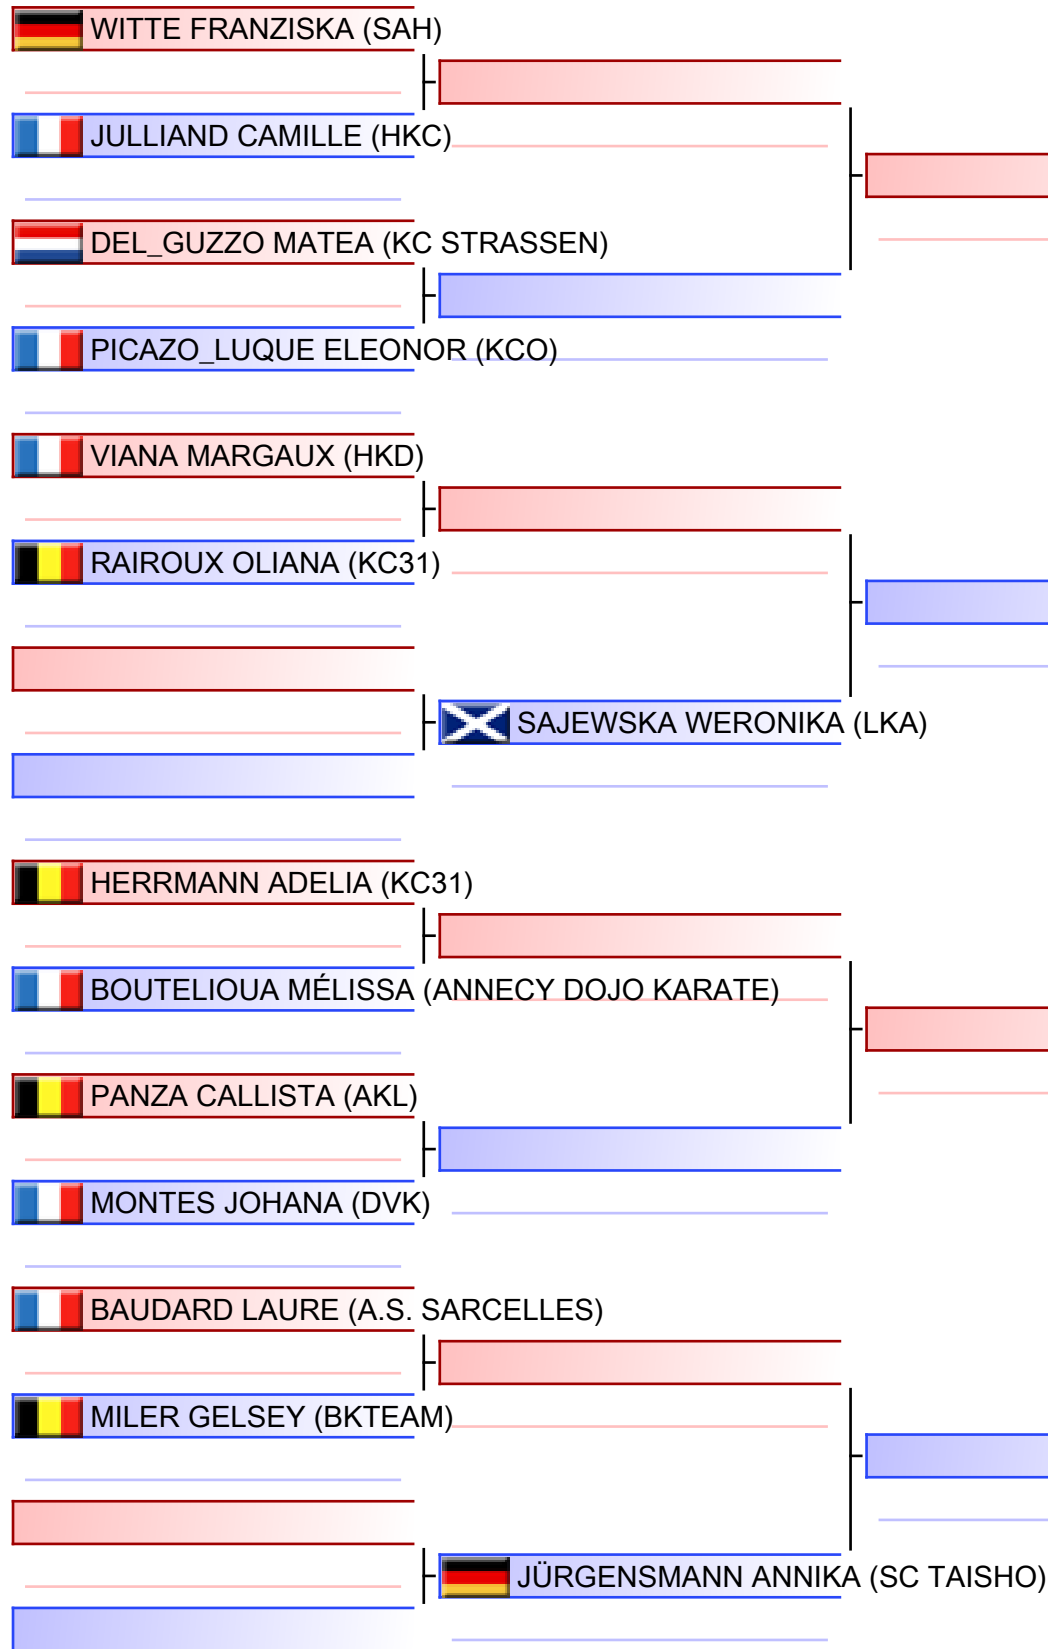 WITTE FRANZISKA (SAH)
JULLIAND CAMILLE (HKC)
DEL_GUZZO MATEA (KC STRASSEN)
PICAZO_LUQUE ELEONOR (KCO)
VIANA MARGAUX (HKD)
RAIROUX OLIANA (KC31)
SAJEWSKA WERONIKA (LKA)
HERRMANN ADELIA (KC31)
BOUTELIOUA MÉLISSA (ANNECY DOJO KARATE)
PANZA CALLISTA (AKL)
MONTES JOHANA (DVK)
BAUDARD LAURE (A.S. SARCELLES)
MILER GELSEY (BKTEAM)
JÜRGENSMANN ANNIKA (SC TAISHO)